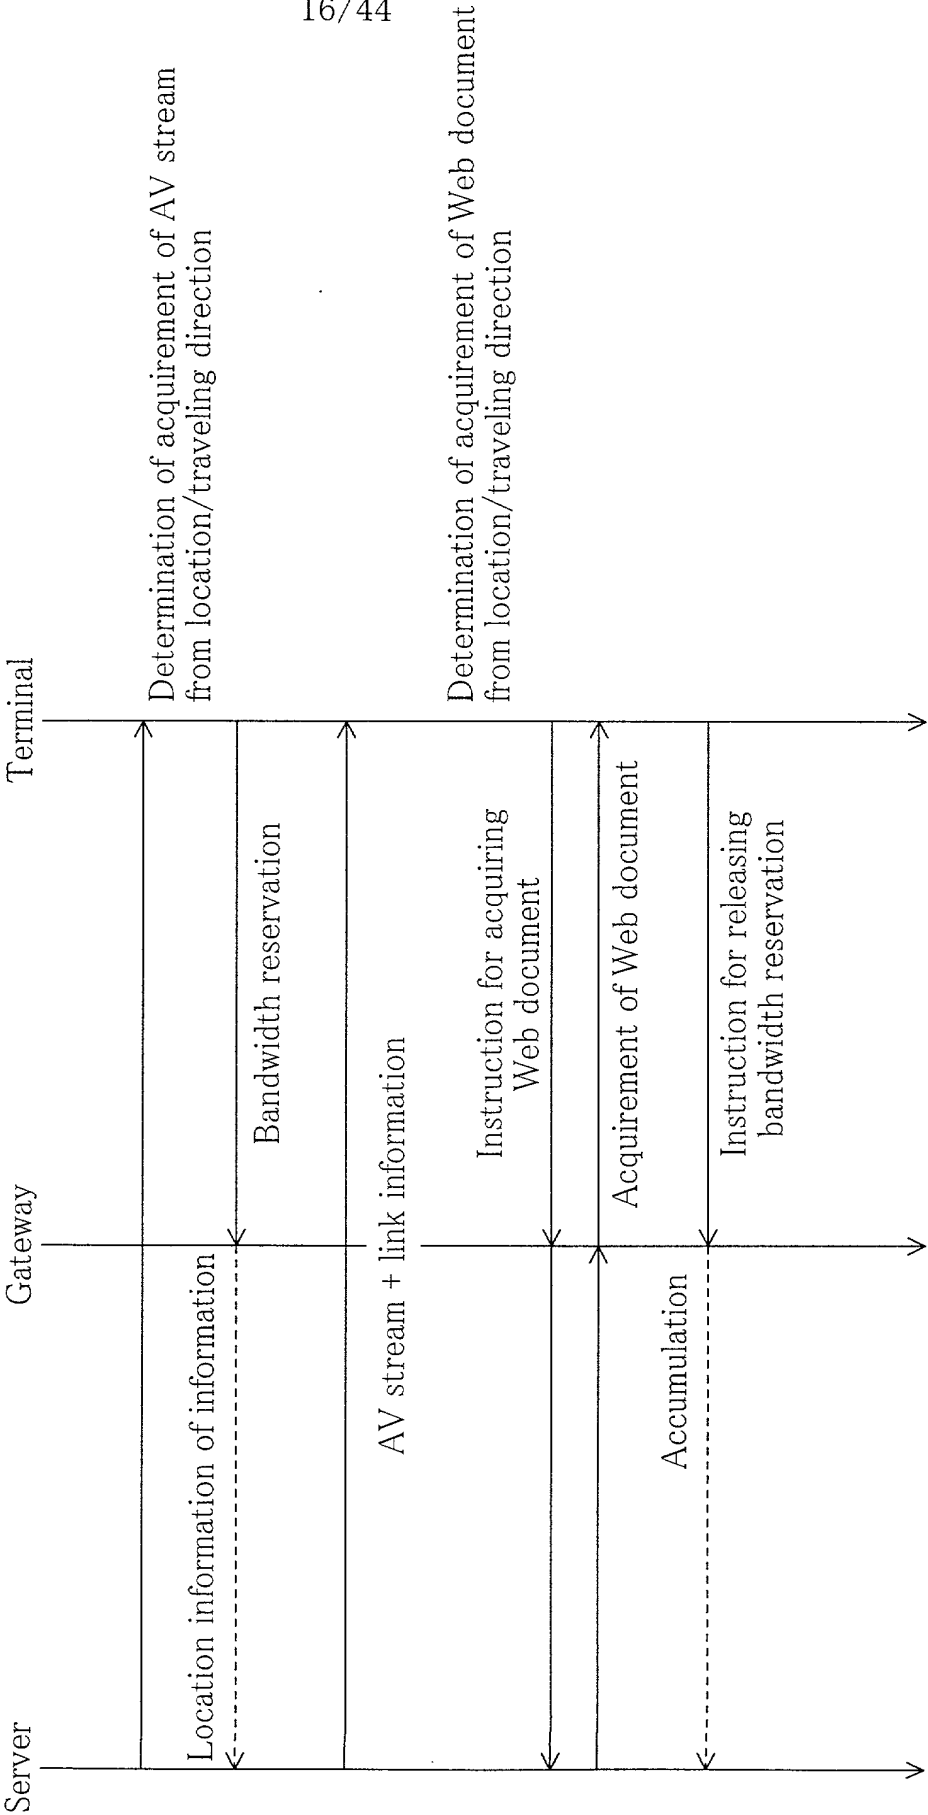 16/44
Server
Gateway
Terminal
Determination of acquirement of AV stream
from location/traveling direction
Location information of information
Bandwidth reservation
AV stream + link information
Determination of acquirement of Web document
from location/traveling direction
Instruction for acquiring
Web document
Acquirement of Web document
Accumulation
Instruction for releasing
bandwidth reservation